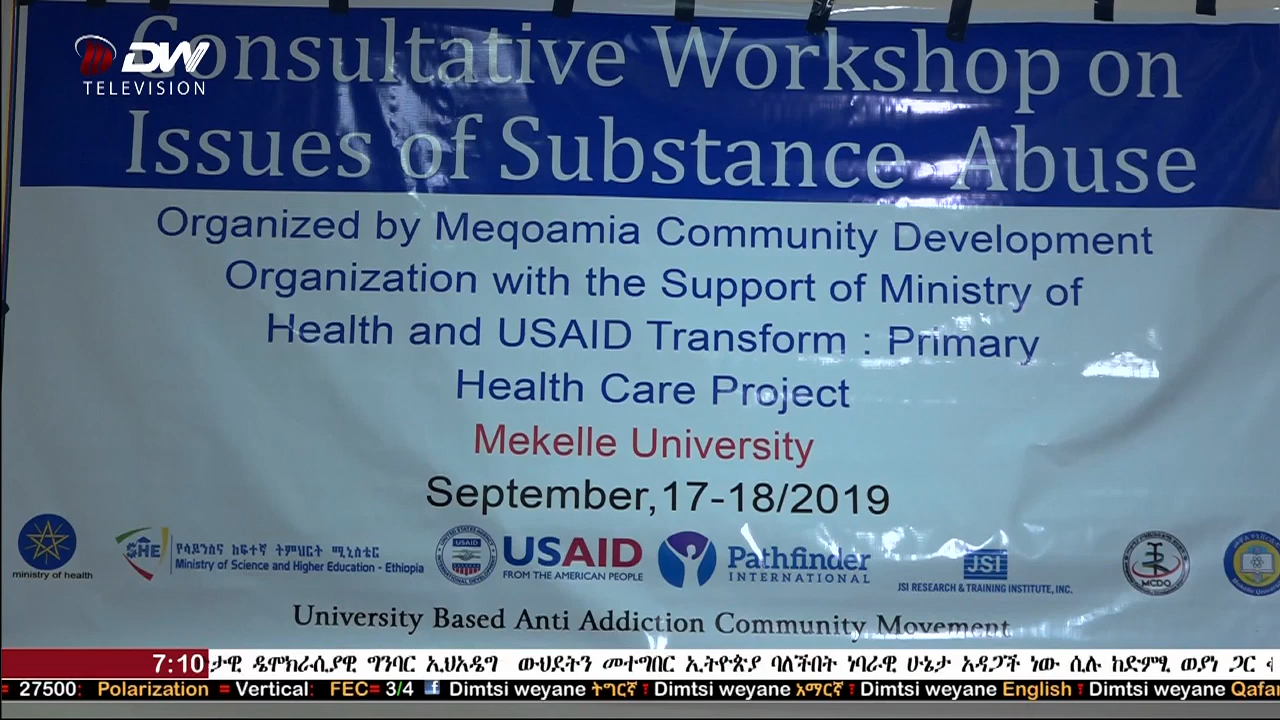 DW
TELEVISION
Consultative Workshop on
Issues of Substance Abuse
Organized by Meqoamia Community Development
Organization with the Support of Ministry of
Health and USAID Transform : Primary
Health Care Project
Mekelle University
September,17-18/2019
ministry of health
SHE
የሳይንስና ከፍተኛ ትምህርት ሚኒስቴር
Ministry of Science and Higher Education - Ethiopia
USAID
FROM THE AMERICAN PEOPLE
Pathfinder
INTERNATIONAL
JSI
JSI RESEARCH & TRAINING INSTITUTE, INC.
MCDO
University Based Anti Addiction Community Movement
7:10 ታዊ ዴሞክራሲያዊ ግንባር ኢህአዴግ ውህደትን መተግበር ኢትዮጵያ ባለችበት ነባራዊ ሁኔታ አዳጋች ነው ሲሉ ከድምፂ ወያነ ጋር
= 27500: Polarization = Vertical: FEC= 3/4 f Dimtsi weyane ትግርኛ : Dimtsi weyane አማርኛ : Dimtsi weyane English : Dimtsi weyane Qafar